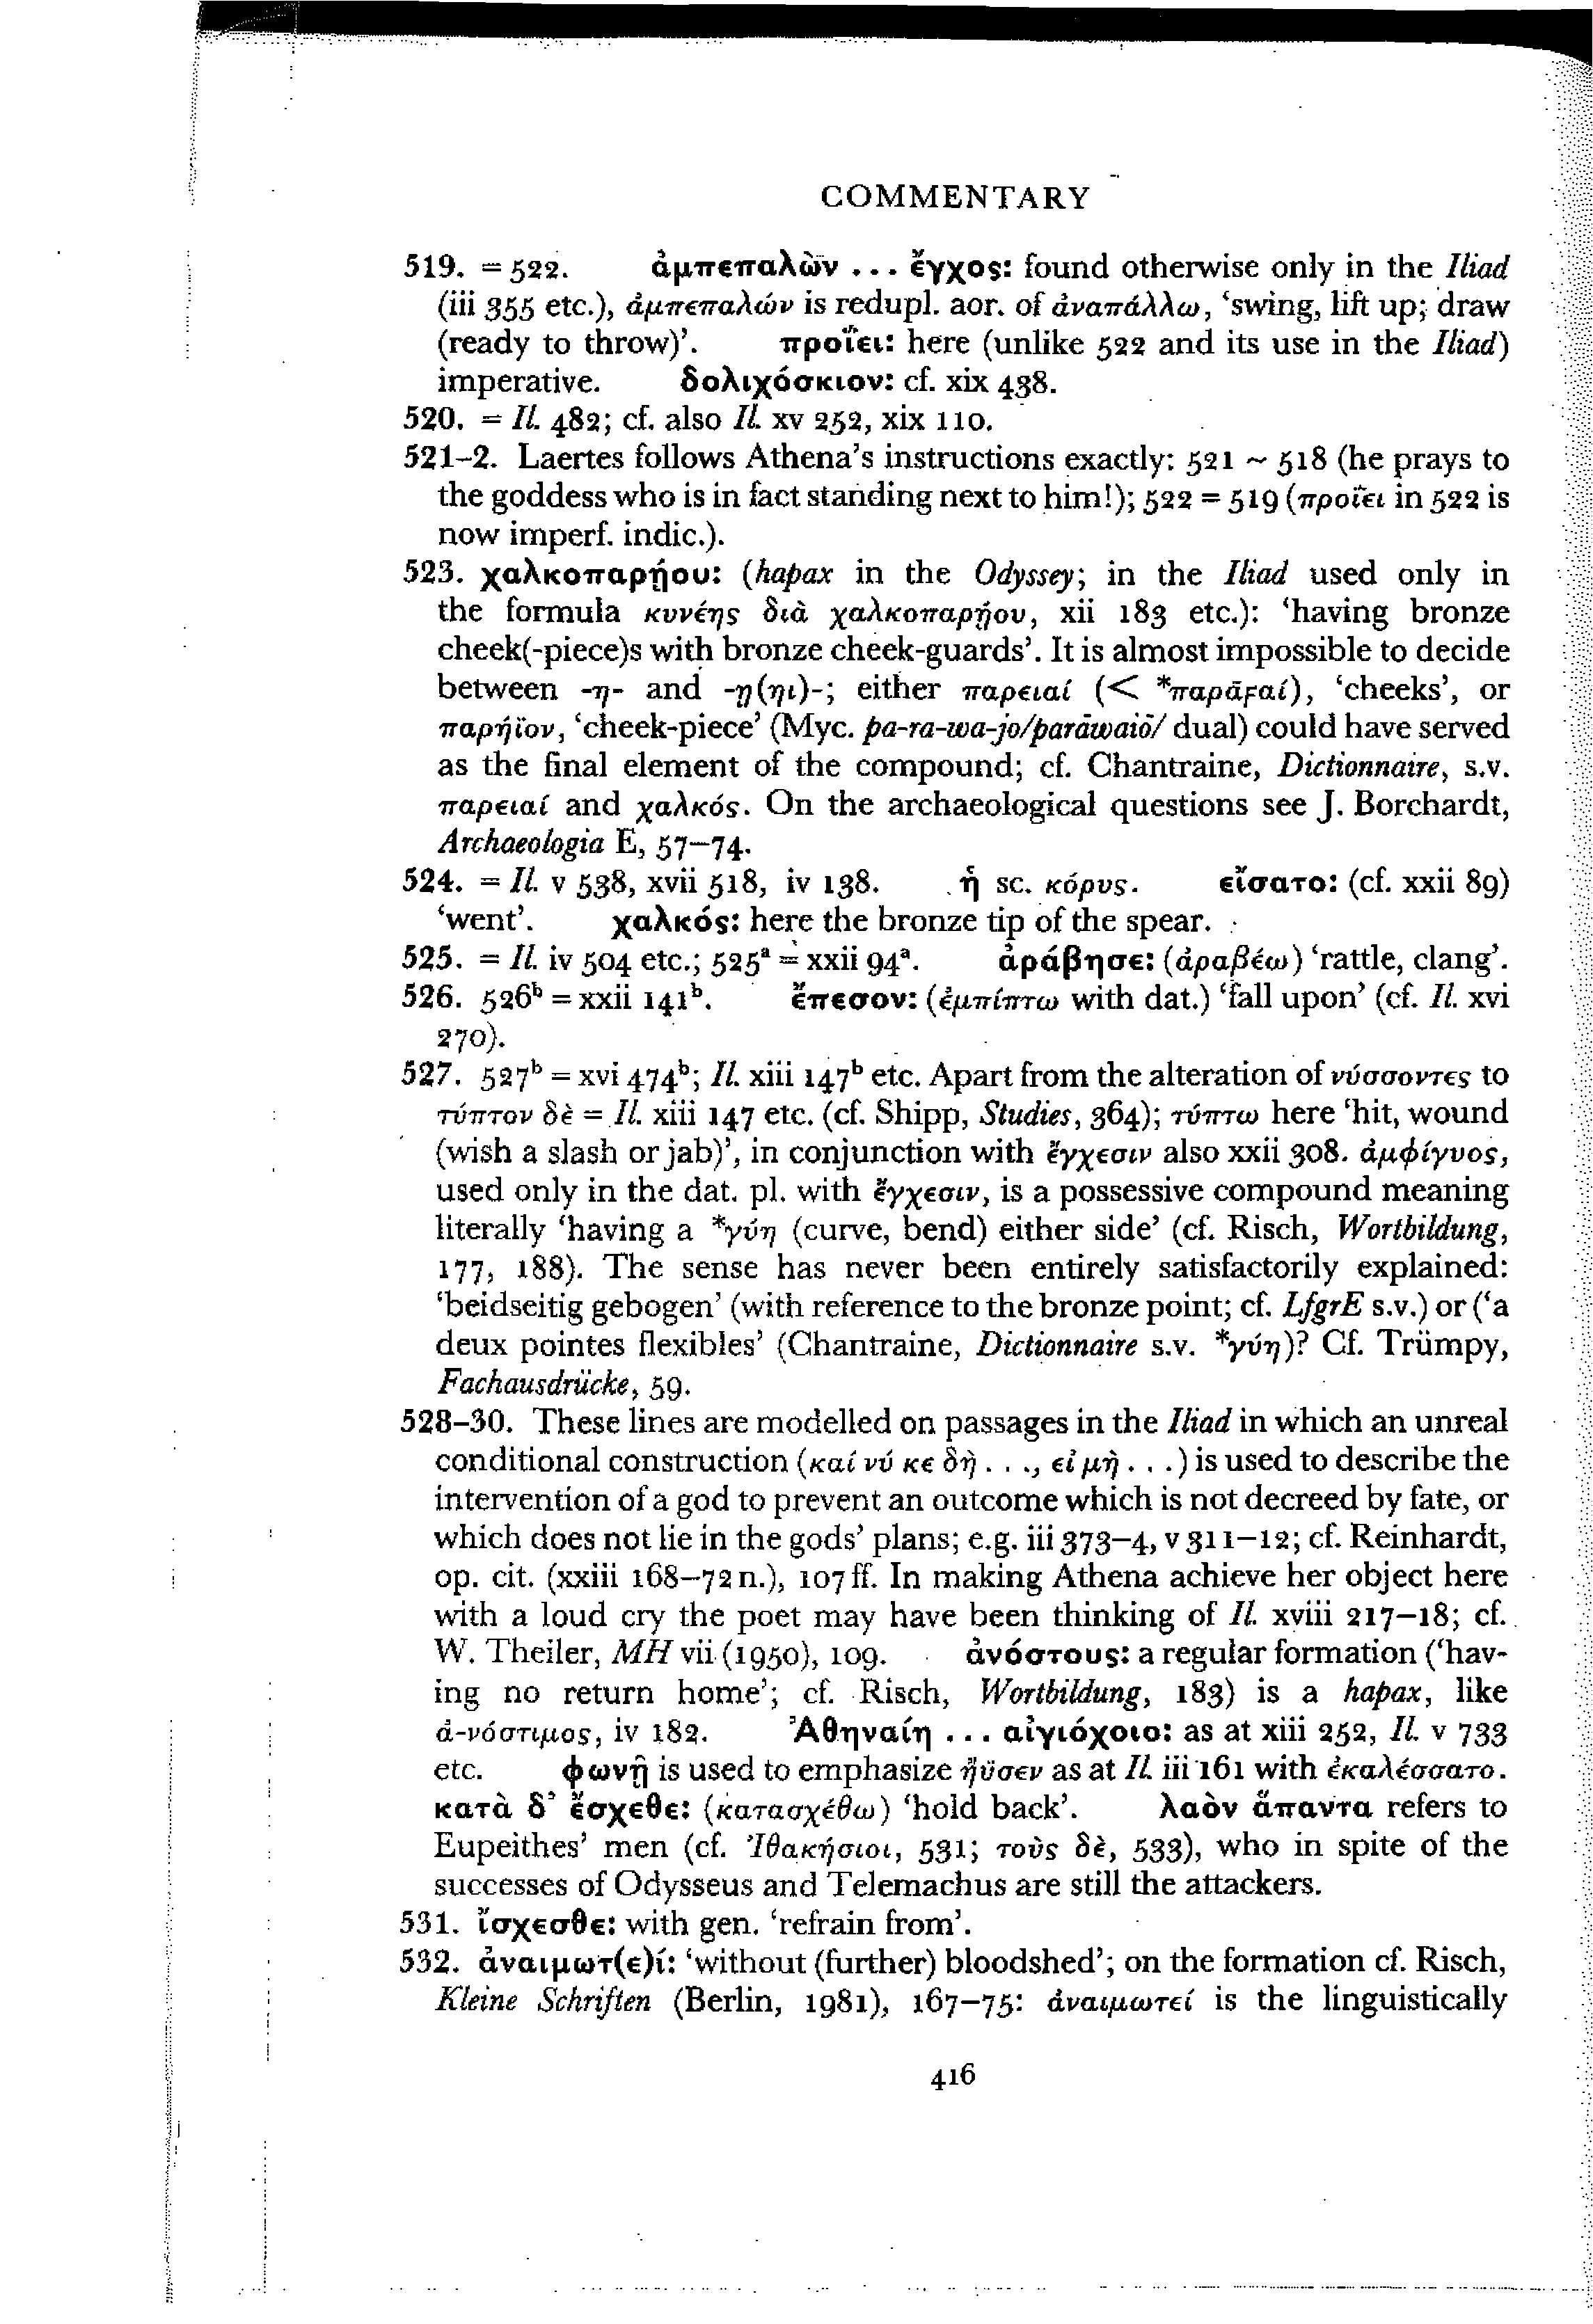 COMMENTARY
519. = 522. ἀμπεπαλὼν ... ἔγχος: found otherwise only in the Iliad
(iii 355 etc.), ἀμπεπαλών is redupl. aor. of ἀναπάλλω, ‘swing, lift up; draw
(ready to throw)’. προΐει: here (unlike 522 and its use in the Iliad)
imperative. δολιχόσκιον: cf. xix 438.
520. = Il. 482; cf. also Il. xv 252, xix 110.
521–2. Laertes follows Athena’s instructions exactly: 521 ~ 518 (he prays to
the goddess who is in fact standing next to him!); 522 = 519 (προΐει in 522 is
now imperf. indic.).
523. χαλκοπαρῄου: (hapax in the Odyssey; in the Iliad used only in
the formula κυνέης διὰ χαλκοπαρῄου, xii 183 etc.): ‘having bronze
cheek(-piece)s with bronze cheek-guards’. It is almost impossible to decide
between -η- and -ῃ(ηι)-; either παρειαί (< *παρᾱϝαί), ‘cheeks’, or
παρήϊον, ‘cheek-piece’ (Myc. pa-ra-wa-jo/parāwaiō/ dual) could have served
as the final element of the compound; cf. Chantraine, Dictionnaire, s.v.
παρειαί and χαλκός. On the archaeological questions see J. Borchardt,
Archaeologia E, 57–74.
524. = Il. v 538, xvii 518, iv 138. ἡ sc. κόρυς. εἴσατο: (cf. xxii 89)
‘went’. χαλκός: here the bronze tip of the spear.
525. = Il. iv 504 etc.; 525ᵃ = xxii 94ᵃ. ἀράβησε: (ἀραβέω) ‘rattle, clang’.
526. 526ᵇ = xxii 141ᵇ. ἔπεσον: (ἐμπίπτω with dat.) ‘fall upon’ (cf. Il. xvi
270).
527. 527ᵇ = xvi 474ᵇ; Il. xiii 147ᵇ etc. Apart from the alteration of νύσσοντες to
τύπτον δὲ = Il. xiii 147 etc. (cf. Shipp, Studies, 364); τύπτω here ‘hit, wound
(wish a slash or jab)’, in conjunction with ἔγχεσιν also xxii 308. ἀμφίγυος,
used only in the dat. pl. with ἔγχεσιν, is a possessive compound meaning
literally ‘having a *γύη (curve, bend) either side’ (cf. Risch, Wortbildung,
177, 188). The sense has never been entirely satisfactorily explained:
‘beidseitig gebogen’ (with reference to the bronze point; cf. LfgrE s.v.) or (‘a
deux pointes flexibles’ (Chantraine, Dictionnaire s.v. *γύη)? Cf. Trümpy,
Fachausdrücke, 59.
528–30. These lines are modelled on passages in the Iliad in which an unreal
conditional construction (καί νύ κε δὴ . . ., εἰ μὴ . . .) is used to describe the
intervention of a god to prevent an outcome which is not decreed by fate, or
which does not lie in the gods’ plans; e.g. iii 373–4, v 311–12; cf. Reinhardt,
op. cit. (xxiii 168–72 n.), 107 ff. In making Athena achieve her object here
with a loud cry the poet may have been thinking of Il. xviii 217–18; cf.
W. Theiler, MH vii (1950), 109. ἀνόστους: a regular formation (‘hav-
ing no return home’; cf. Risch, Wortbildung, 183) is a hapax, like
ἀ-νόστιμος, iv 182. Ἀθηναίη ... αἰγιόχοιο: as at xiii 252, Il. v 733
etc. φωνῇ is used to emphasize ἤϋσεν as at Il. iii 161 with ἐκαλέσσατο.
κατὰ δ’ ἔσχεθε: (κατασχέθω) ‘hold back’. λαὸν ἅπαντα refers to
Eupeithes’ men (cf. Ἰθακήσιοι, 531; τοὺς δὲ, 533), who in spite of the
successes of Odysseus and Telemachus are still the attackers.
531. ἴσχεσθε: with gen. ‘refrain from’.
532. ἀναιμωτ(ε)ί: ‘without (further) bloodshed’; on the formation cf. Risch,
Kleine Schriften (Berlin, 1981), 167–75: ἀναιμωτεί is the linguistically
416